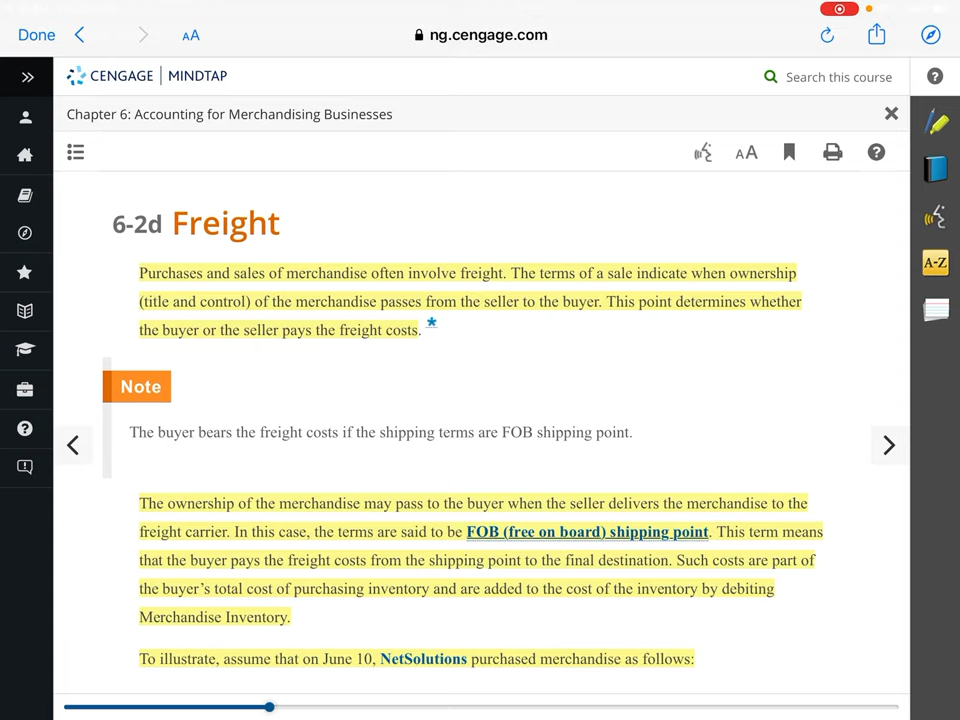 Done
AA
ng.cengage.com
CENGAGE | MINDTAP
Search this course
Chapter 6: Accounting for Merchandising Businesses
AA
6-2d Freight
Purchases and sales of merchandise often involve freight. The terms of a sale indicate when ownership
(title and control) of the merchandise passes from the seller to the buyer. This point determines whether
the buyer or the seller pays the freight costs. *
Note
The buyer bears the freight costs if the shipping terms are FOB shipping point.
The ownership of the merchandise may pass to the buyer when the seller delivers the merchandise to the
freight carrier. In this case, the terms are said to be FOB (free on board) shipping point. This term means
that the buyer pays the freight costs from the shipping point to the final destination. Such costs are part of
the buyer’s total cost of purchasing inventory and are added to the cost of the inventory by debiting
Merchandise Inventory.
To illustrate, assume that on June 10, NetSolutions purchased merchandise as follows:
A-Z